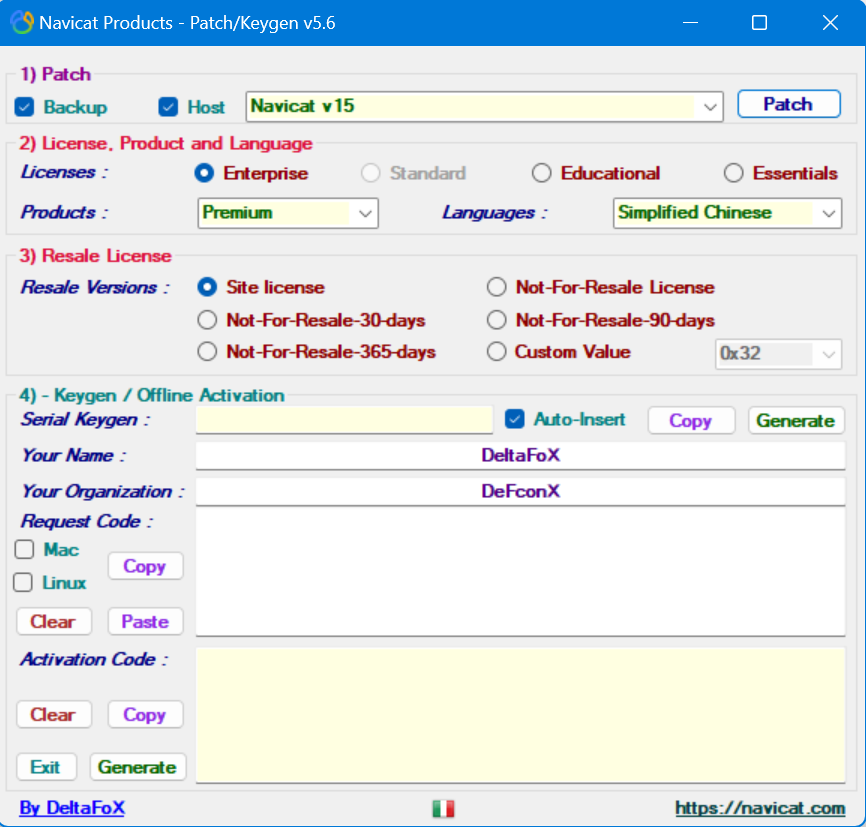 Navicat Products - Patch/Keygen v5.6
1) Patch
Backup Host Navicat v15 Patch
2) License, Product and Language
Licenses : Enterprise Standard Educational Essentials
Products : Premium Languages : Simplified Chinese
3) Resale License
Resale Versions : Site license Not-For-Resale License
Not-For-Resale-30-days Not-For-Resale-90-days
Not-For-Resale-365-days Custom Value 0x32
4) - Keygen / Offline Activation
Serial Keygen : Auto-Insert Copy Generate
Your Name : DeltaFoX
Your Organization : DeFconX
Request Code :
Mac
Copy
Linux
Clear Paste
Activation Code :
Clear Copy
Exit Generate
By DeltaFoX https://navicat.com